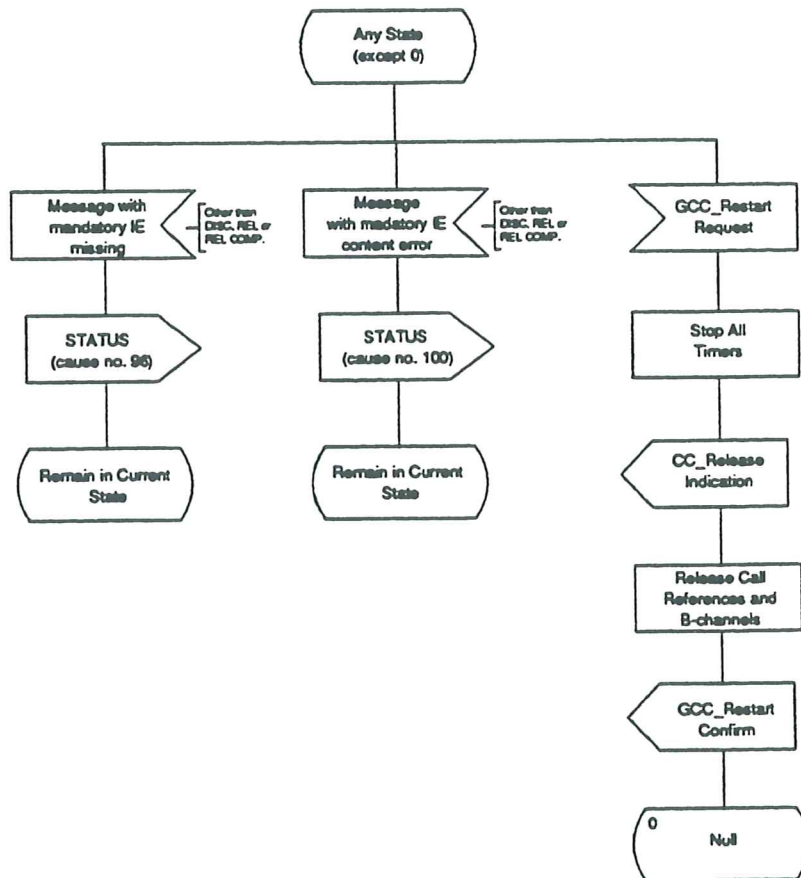 Any State
(except 0)
Message with
mandatory IE
missing
Other than
DISC, REL or
REL COMP.
Message
with madatory IE
content error
Other than
DISC, REL or
REL COMP.
GCC_Restart
Request
STATUS
(cause no. 96)
STATUS
(cause no. 100)
Stop All
Timers
Remain in Current
State
Remain in Current
State
CC_Release
Indication
Release Call
References and
B-channels
GCC_Restart
Confirm
0
Null